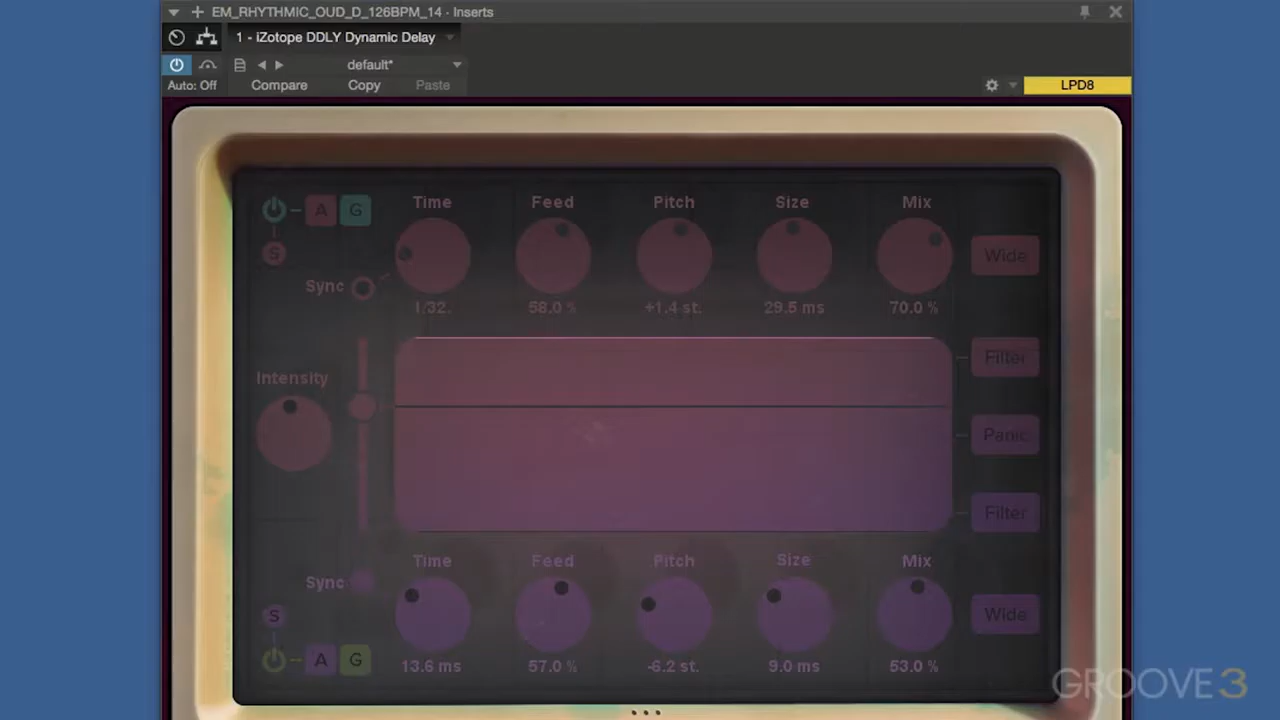 EM_RHYTHMIC_OUD_D_126BPM_14 - Inserts
1 - iZotope DDLY Dynamic Delay
default*
Auto: Off Compare Copy Paste LPD8
A G Time Feed Pitch Size Mix
S Wide
Sync
1/32. 58.0 % +1.4 st. 29.5 ms 70.0 %
Filter
Intensity
Panic
Filter
Time Feed Pitch Size Mix
Sync
S Wide
A G 13.6 ms 57.0 % -6.2 st. 9.0 ms 53.0 %
GROOVE 3